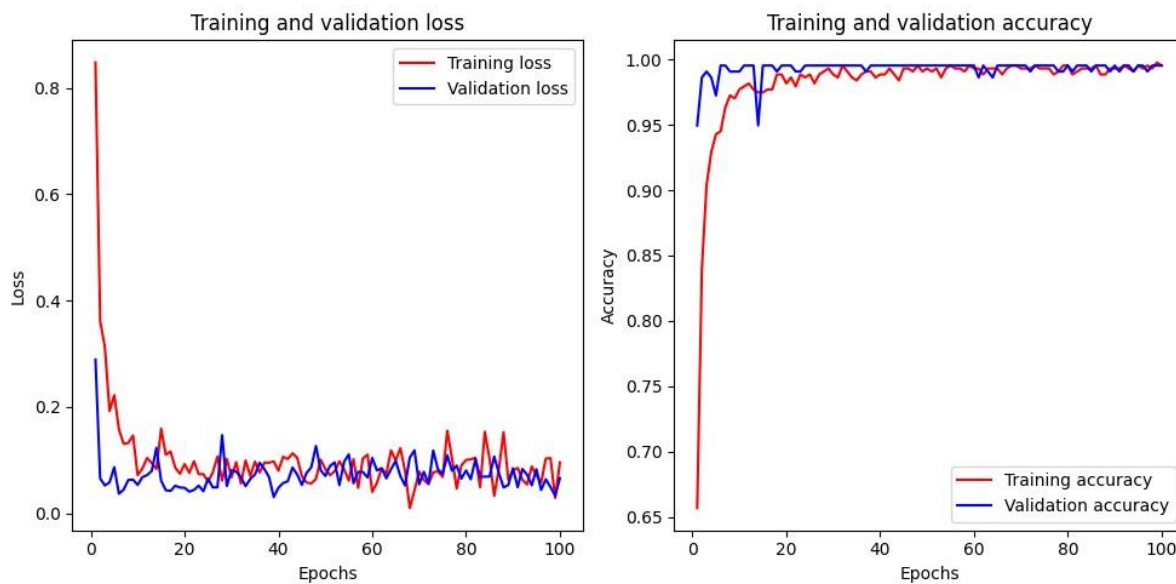 Training and validation loss
Training loss
Validation loss
0.8
0.6
0.4
0.2
0.0
Loss
0
20
40
60
80
100
Epochs
Training and validation accuracy
1.00
0.95
0.90
0.85
0.80
0.75
0.70
0.65
Accuracy
Training accuracy
Validation accuracy
0
20
40
60
80
100
Epochs